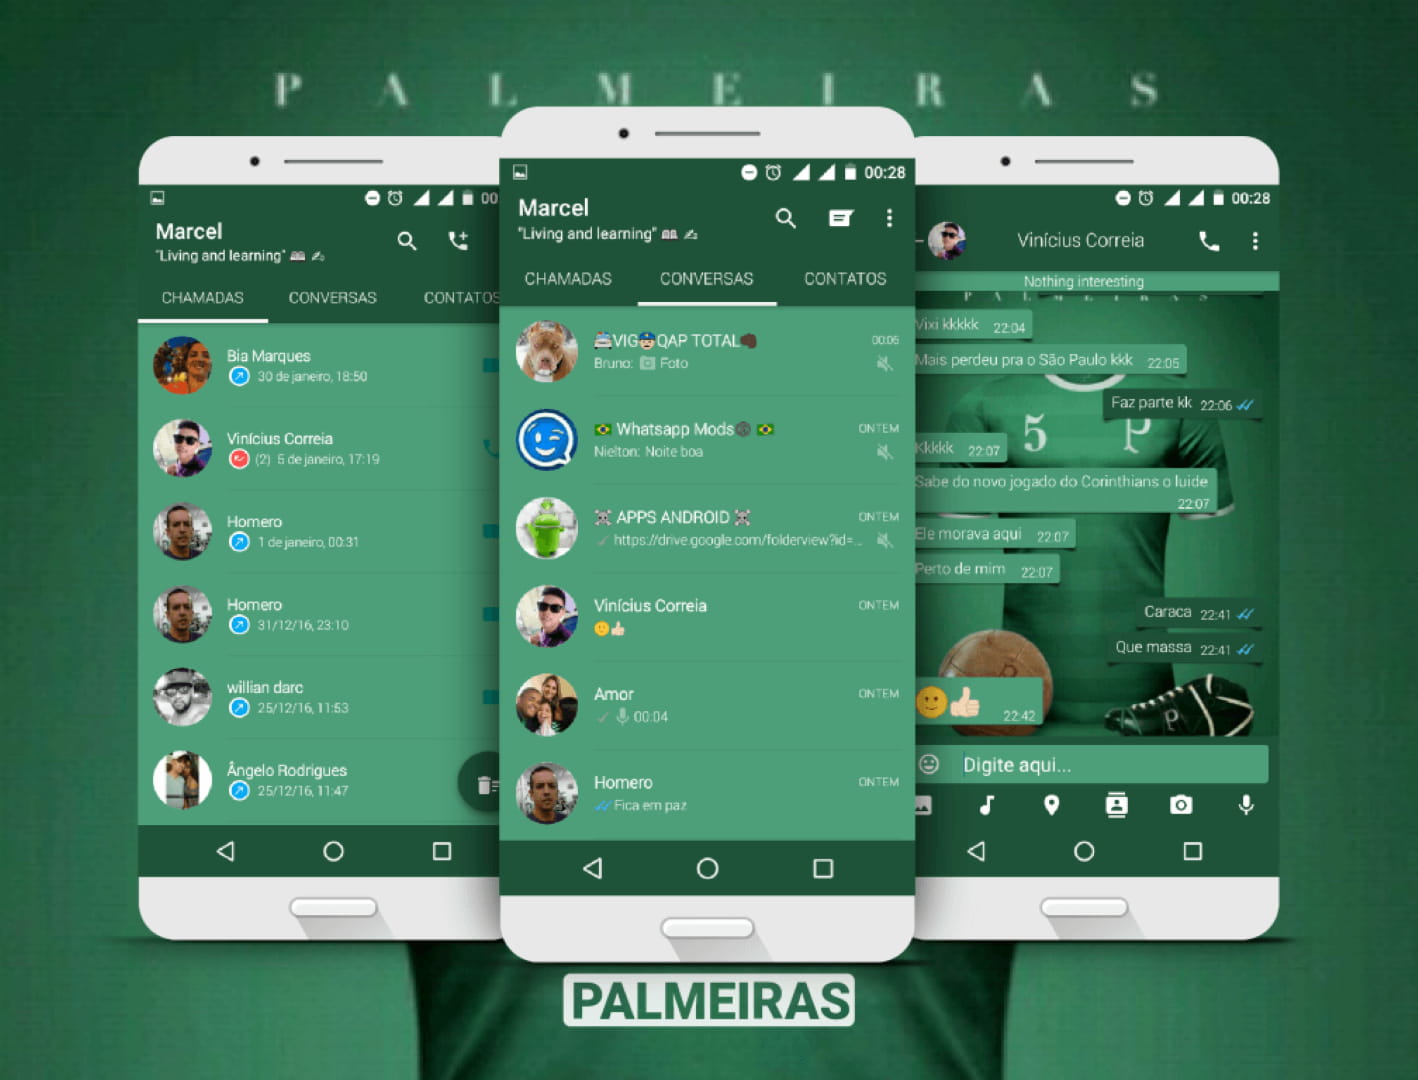 PALMEIRAS
00
Marcel
"Living and learning"
CHAMADAS CONVERSAS CONTATOS
Bia Marques
30 de janeiro, 18:50
Vinícius Correia
(2) 5 de janeiro, 17:19
Homero
1 de janeiro, 00:31
Homero
31/12/16, 23:10
willian darc
25/12/16, 11:53
Ângelo Rodrigues
25/12/16, 11:47
00:28
Marcel
"Living and learning"
CHAMADAS CONVERSAS CONTATOS
🚔VIG👮QAP TOTAL✊🏿 00:05
Bruno: 📷 Foto
🇧🇷 Whatsapp Mods 🇧🇷 ONTEM
Nielton: Noite boa
☠ APPS ANDROID ☠ ONTEM
https://drive.google.com/folderview?id=...
Vinícius Correia ONTEM
🙂👍🏻
Amor ONTEM
00:04
Homero ONTEM
Fica em paz
00:28
Vinícius Correia
Nothing interesting
PALMEIRAS
Vixi kkkkk 22:04
Mais perdeu pra o São Paulo kkk 22:05
Faz parte kk 22:06
5 P
Kkkkk 22:07
Sabe do novo jogado do Corinthians o luide
22:07
Ele morava aqui 22:07
Perto de mim 22:07
Caraca 22:41
Que massa 22:41
P
P
🙂👍🏻 22:42
Digite aqui...
PALMEIRAS